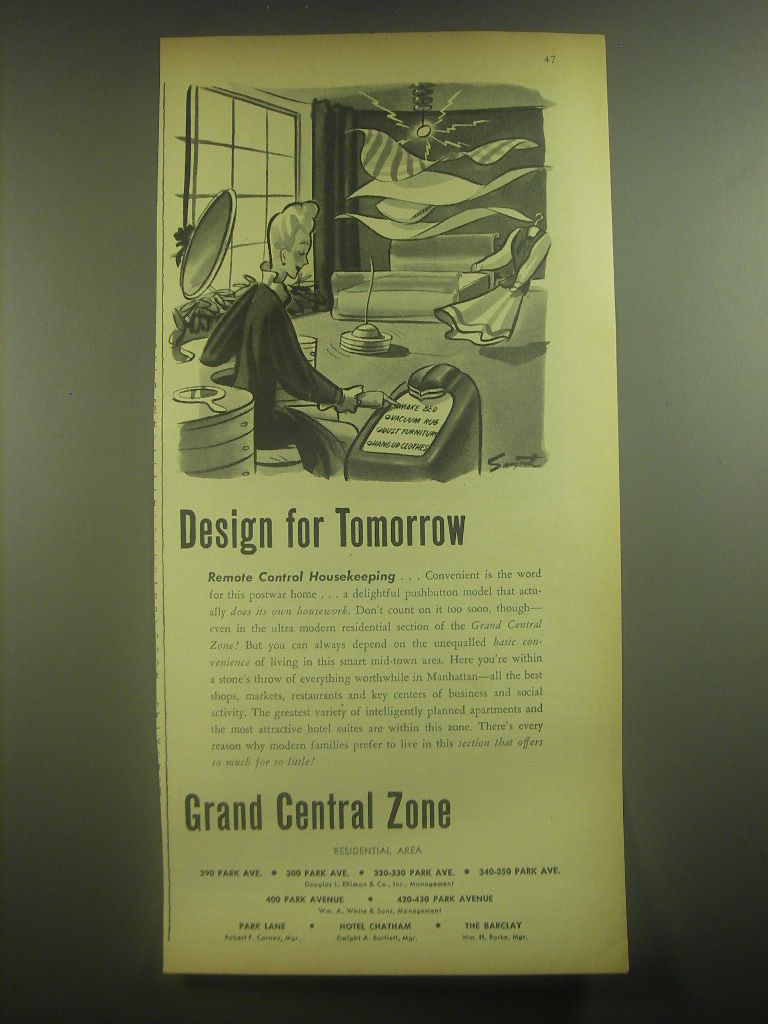 47
MAKE BED
VACUUM RUG
DUST FURNITURE
HANG UP CLOTHES
Design for Tomorrow
Remote Control Housekeeping . . . Convenient is the word
for this postwar home . . . a delightful pushbutton model that actu-
ally does its own housework. Don't count on it too soon, though—
even in the ultra modern residential section of the Grand Central
Zone! But you can always depend on the unequalled basic con-
venience of living in this smart mid-town area. Here you're within
a stone's throw of everything worthwhile in Manhattan—all the best
shops, markets, restaurants and key centers of business and social
activity. The greatest variety of intelligently planned apartments and
the most attractive hotel suites are within this zone. There's every
reason why modern families prefer to live in this section that offers
so much for so little!
Grand Central Zone
RESIDENTIAL AREA
290 PARK AVE. • 300 PARK AVE. • 320-330 PARK AVE. • 340-350 PARK AVE.
Douglas L. Elliman & Co., Inc., Management
400 PARK AVENUE • 420-430 PARK AVENUE
Wm. A. White & Sons, Management
PARK LANE • HOTEL CHATHAM • THE BARCLAY
Robert F. Carney, Mgr. Dwight A. Bartlett, Mgr. Wm. H. Rorke, Mgr.